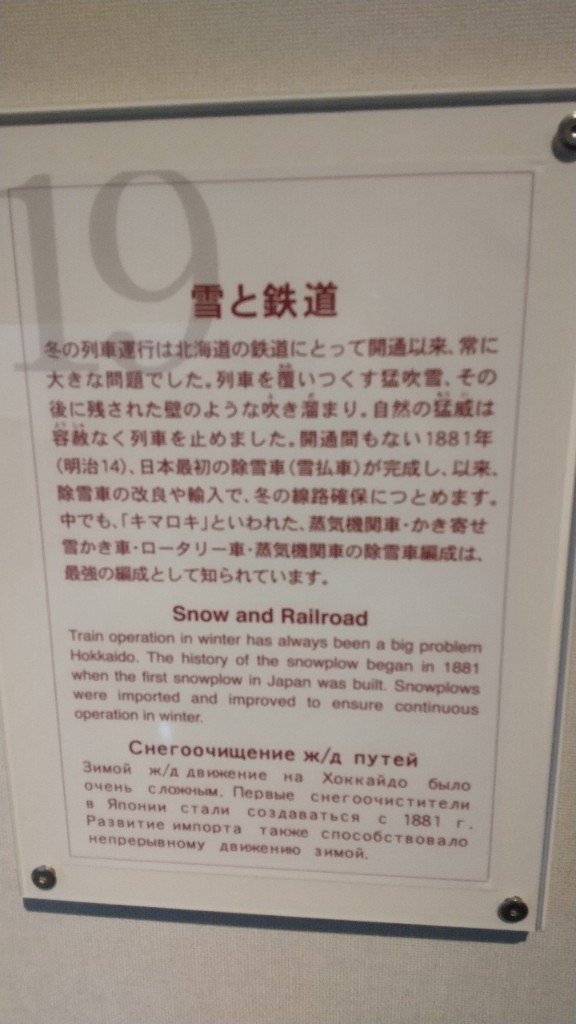 19
雪と鉄道
冬の列車運行は北海道の鉄道にとって開通以来、常に
大きな問題でした。列車を覆いつくす猛吹雪、その
後に残された壁のような吹き溜まり。自然の猛威は
容赦なく列車を止めました。開通間もない1881年
(明治14)、日本最初の除雪車(雪払車)が完成し、以来、
除雪車の改良や輸入で、冬の線路確保につとめます。
中でも、「キマロキ」といわれた、蒸気機関車・かき寄せ
雪かき車・ロータリー車・蒸気機関車の除雪車編成は、
最強の編成として知られています。
Snow and Railroad
Train operation in winter has always been a big problem
Hokkaido. The history of the snowplow began in 1881
when the first snowplow in Japan was built. Snowplows
were imported and improved to ensure continuous
operation in winter.
Снегоочищение ж/д путей
Зимой ж/д движение на Хоккайдо было
очень сложным. Первые снегоочистители
в Японии стали создаваться с 1881 г.
Развитие импорта также способствовало
непрерывному движению зимой.